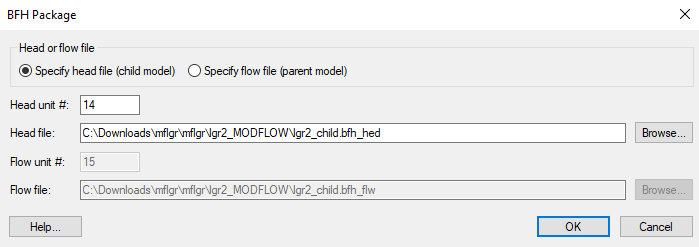 BFH Package
Head or flow file
Specify head file (child model) Specify flow file (parent model)
Head unit #: 14
Head file: C:\Downloads\mflgr\lgr2_MODFLOW\lgr2_child.bfh_hed Browse...
Flow unit #: 15
Flow file: C:\Downloads\mflgr\lgr2_MODFLOW\lgr2_child.bfh_flw Browse...
Help... OK Cancel